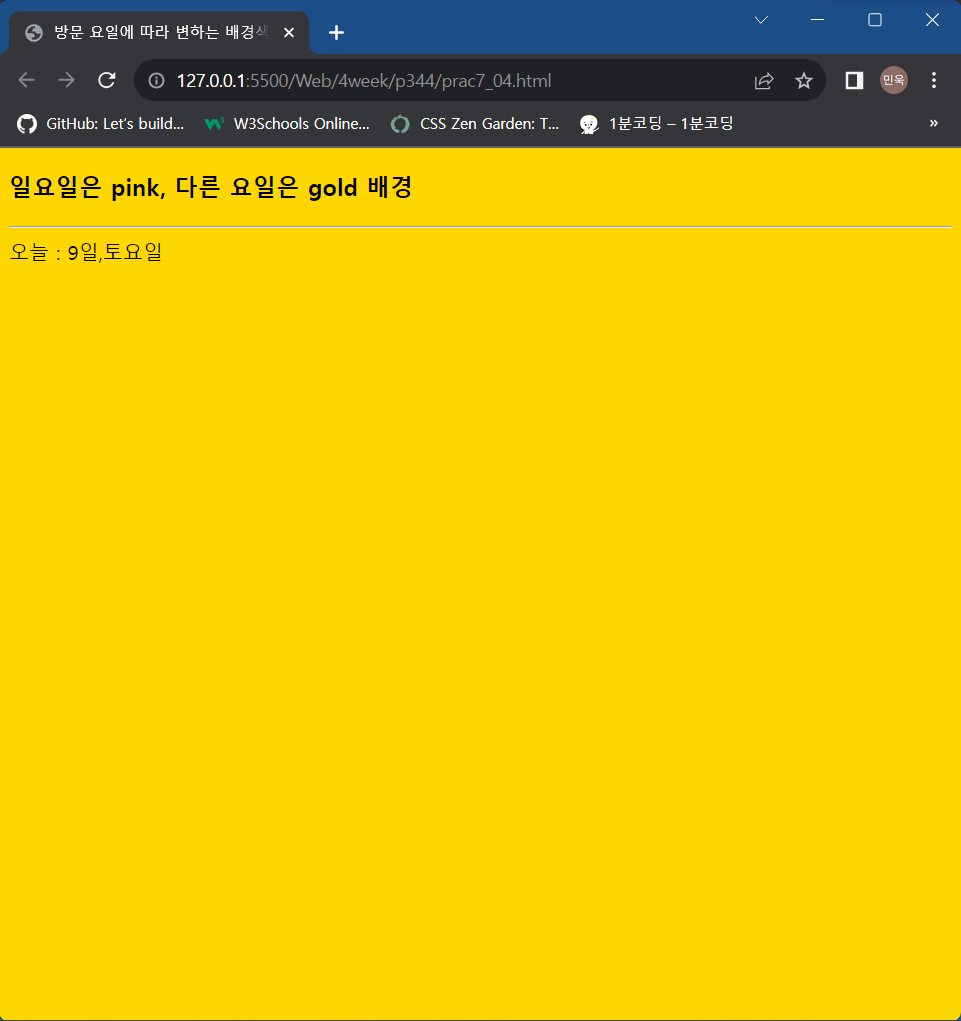 방문 요일에 따라 변하는 배경색
127.0.0.1:5500/Web/4week/p344/prac7_04.html
민욱
GitHub: Let's build...
W3Schools Online...
CSS Zen Garden: T...
1분코딩 – 1분코딩
»
일요일은 pink, 다른 요일은 gold 배경
오늘 : 9일,토요일